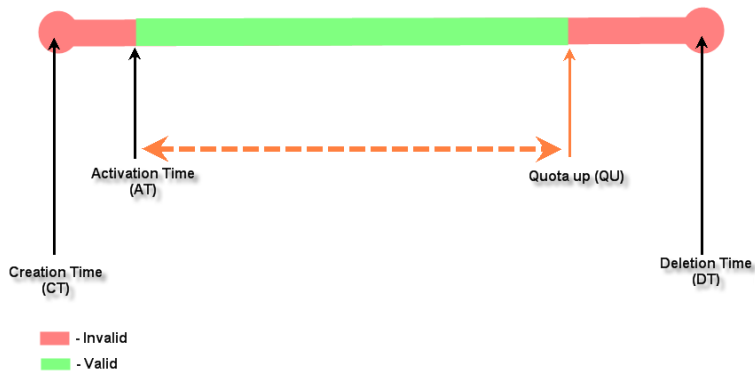 Activation Time
(AT)
Quota up (QU)
Creation Time
(CT)
Deletion Time
(DT)
- Invalid
- Valid